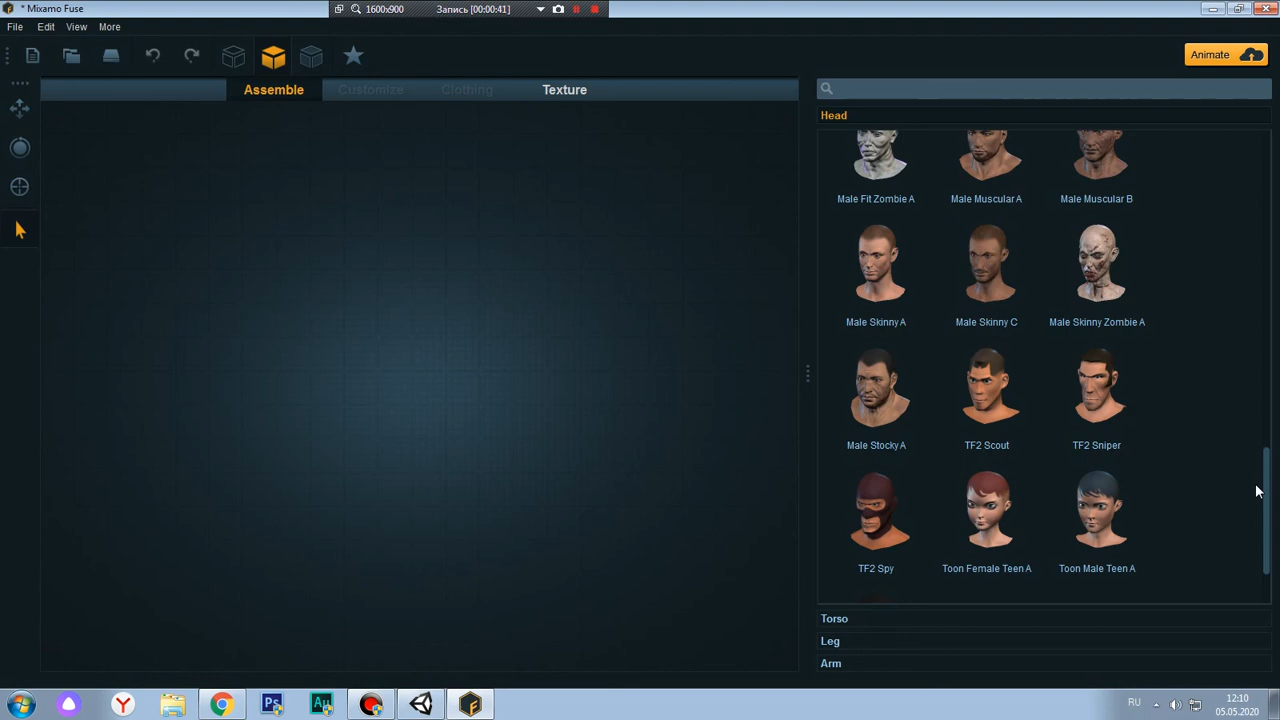 * Mixamo Fuse
1600x900
Запись [00:00:41]
File Edit View More
Animate
Assemble Customize Clothing Texture
Head
Male Fit Zombie A Male Muscular A Male Muscular B
Male Skinny A Male Skinny C Male Skinny Zombie A
Male Stocky A TF2 Scout TF2 Sniper
TF2 Spy Toon Female Teen A Toon Male Teen A
Torso
Leg
Arm
Y Ps Au F
RU
12:10
05.05.2020